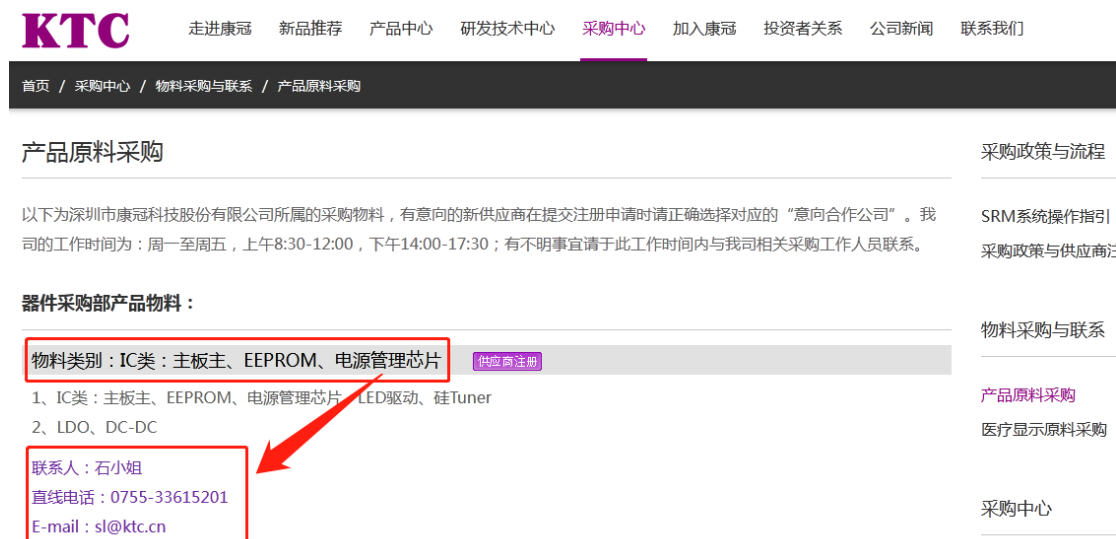 KTC
走进康冠 新品推荐 产品中心 研发技术中心 采购中心 加入康冠 投资者关系 公司新闻 联系我们
首页 / 采购中心 / 物料采购与联系 / 产品原料采购
产品原料采购
以下为深圳市康冠科技股份有限公司所属的采购物料，有意向的新供应商在提交注册申请时请正确选择对应的“意向合作公司”。我
司的工作时间为：周一至周五，上午8:30-12:00，下午14:00-17:30；有不明事宜请于此工作时间内与我司相关采购工作人员联系。
器件采购部产品物料：
物料类别：IC类：主板主、EEPROM、电源管理芯片 供应商注册
1、IC类：主板主、EEPROM、电源管理芯片、LED驱动、硅Tuner
2、LDO、DC-DC
联系人：石小姐
直线电话：0755-33615201
E-mail：sl@ktc.cn
采购政策与流程
SRM系统操作指引
采购政策与供应商注
物料采购与联系
产品原料采购
医疗显示原料采购
采购中心